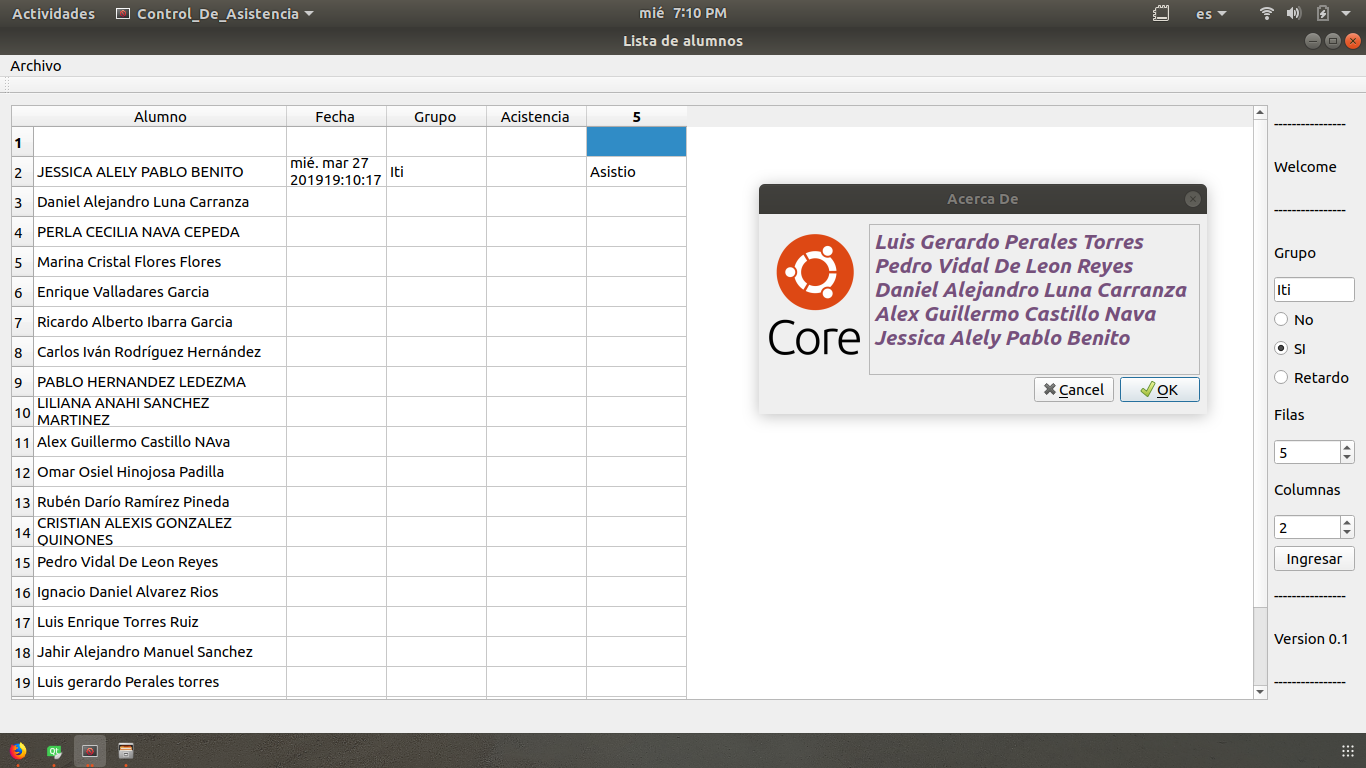 Actividades Control_De_Asistencia mié 7:10 PM es
Lista de alumnos
Archivo
Alumno Fecha Grupo Acistencia 5
1
2 JESSICA ALELY PABLO BENITO mié. mar 27 201919:10:17 Iti Asistio
3 Daniel Alejandro Luna Carranza
4 PERLA CECILIA NAVA CEPEDA
5 Marina Cristal Flores Flores
6 Enrique Valladares Garcia
7 Ricardo Alberto Ibarra Garcia
8 Carlos Iván Rodríguez Hernández
9 PABLO HERNANDEZ LEDEZMA
10 LILIANA ANAHI SANCHEZ
MARTINEZ
11 Alex Guillermo Castillo NAva
12 Omar Osiel Hinojosa Padilla
13 Rubén Darío Ramírez Pineda
14 CRISTIAN ALEXIS GONZALEZ
QUINONES
15 Pedro Vidal De Leon Reyes
16 Ignacio Daniel Alvarez Rios
17 Luis Enrique Torres Ruiz
18 Jahir Alejandro Manuel Sanchez
19 Luis gerardo Perales torres
Acerca De
Core
Luis Gerardo Perales Torres
Pedro Vidal De Leon Reyes
Daniel Alejandro Luna Carranza
Alex Guillermo Castillo Nava
Jessica Alely Pablo Benito
Cancel OK
----------------
Welcome
----------------
Grupo
Iti
No
SI
Retardo
Filas
5
Columnas
2
Ingresar
----------------
Version 0.1
----------------
Qt